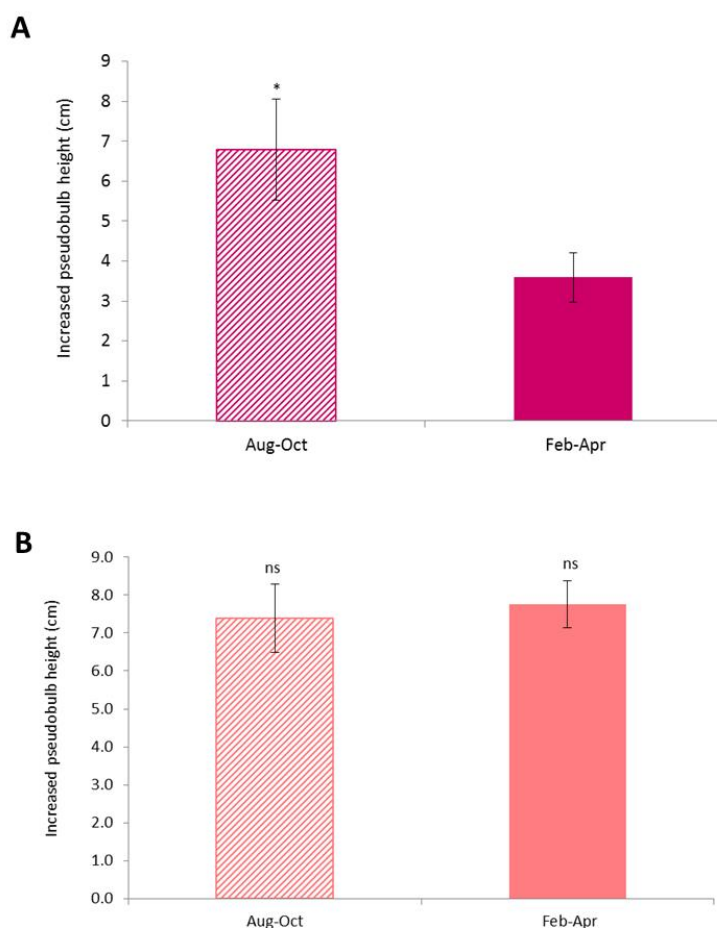 A
Increased pseudobulb height (cm)
9
8
7
6
5
4
3
2
1
0
*
Aug-Oct
Feb-Apr
B
Increased pseudobulb height (cm)
9.0
8.0
7.0
6.0
5.0
4.0
3.0
2.0
1.0
0.0
ns
ns
Aug-Oct
Feb-Apr